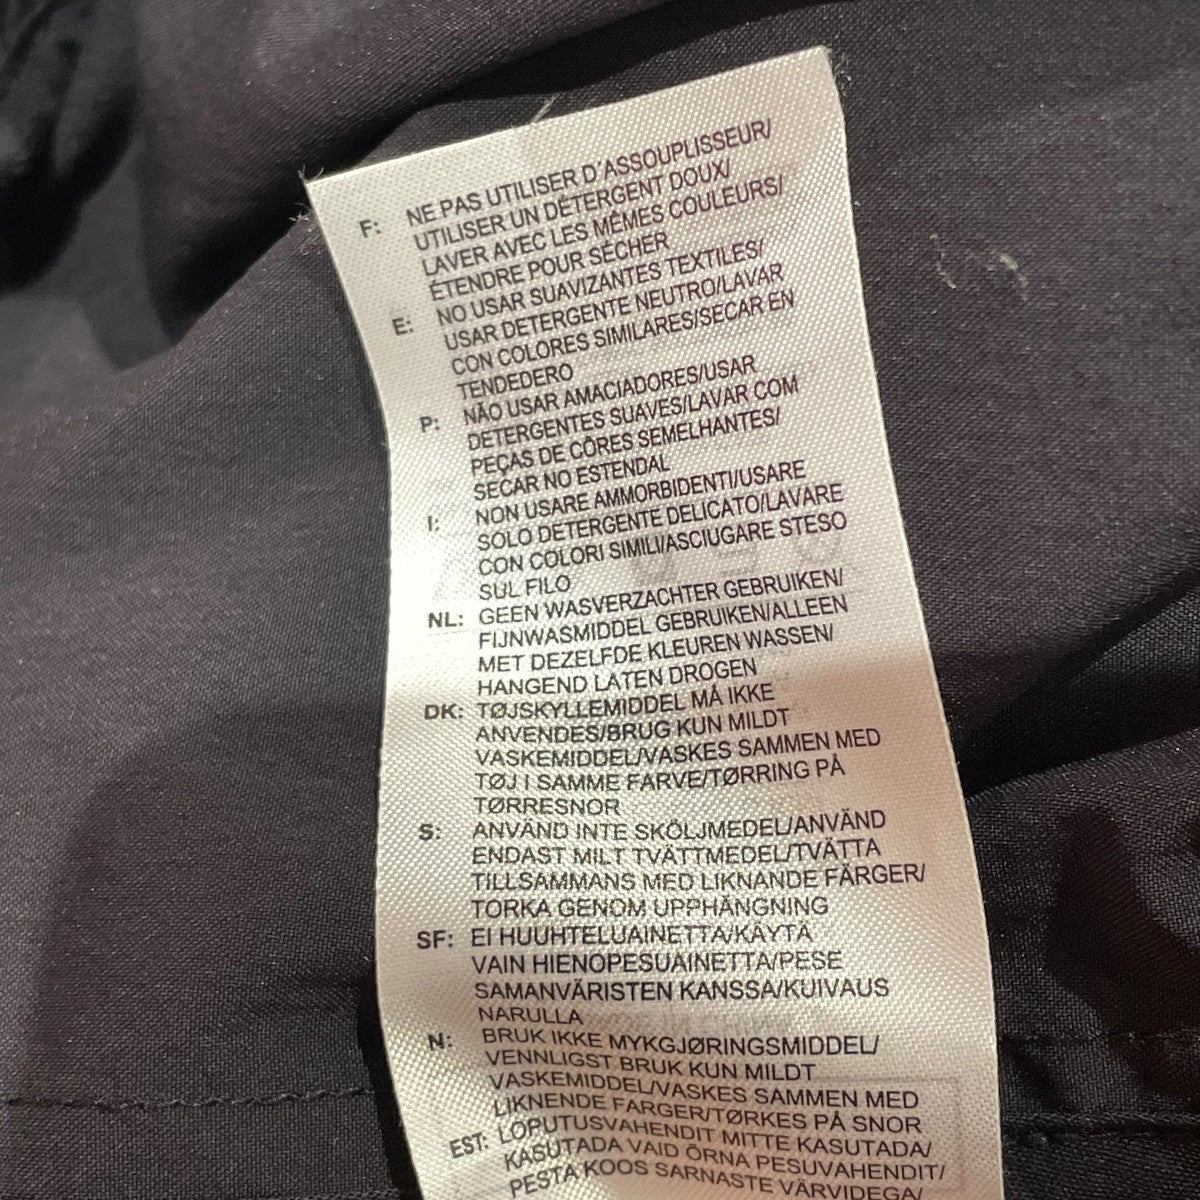 F: NE PAS UTILISER D'ASSOUPLISSEUR/
UTILISER UN DÉTERGENT DOUX/
LAVER AVEC LES MÊMES COULEURS/
ÉTENDRE POUR SÉCHER
E: NO USAR SUAVIZANTES TEXTILES/
USAR DETERGENTE NEUTRO/LAVAR
CON COLORES SIMILARES/SECAR EN
TENDEDERO
P: NÃO USAR AMACIADORES/USAR
DETERGENTES SUAVES/LAVAR COM
PEÇAS DE CÔRES SEMELHANTES/
SECAR NO ESTENDAL
I: NON USARE AMMORBIDENTI/USARE
SOLO DETERGENTE DELICATO/LAVARE
CON COLORI SIMILI/ASCIUGARE STESO
SUL FILO
NL: GEEN WASVERZACHTER GEBRUIKEN/
FIJNWASMIDDEL GEBRUIKEN/ALLEEN
MET DEZELFDE KLEUREN WASSEN/
HANGEND LATEN DROGEN
DK: TØJSKYLLEMIDDEL MÅ IKKE
ANVENDES/BRUG KUN MILDT
VASKEMIDDEL/VASKES SAMMEN MED
TØJ I SAMME FARVE/TØRRING PÅ
TØRRESNOR
S: ANVÄND INTE SKÖLJMEDEL/ANVÄND
ENDAST MILT TVÄTTMEDEL/TVÄTTA
TILLSAMMANS MED LIKNANDE FÄRGER/
TORKA GENOM UPPHÄNGNING
SF: EI HUUHTELUAINETTA/KÄYTÄ
VAIN HIENOPESUAINETTA/PESE
SAMANVÄRISTEN KANSSA/KUIVAUS
NARULLA
N: BRUK IKKE MYKGJØRINGSMIDDEL/
VENNLIGST BRUK KUN MILDT
VASKEMIDDEL/VASKES SAMMEN MED
LIKNENDE FARGER/TØRKES PÅ SNOR
EST: LOPUTUSVAHENDIT MITTE KASUTADA/
KASUTADA VAID ÕRNA PESUVAHENDIT/
PESTA KOOS SARNASTE VÄRVIDEGA/